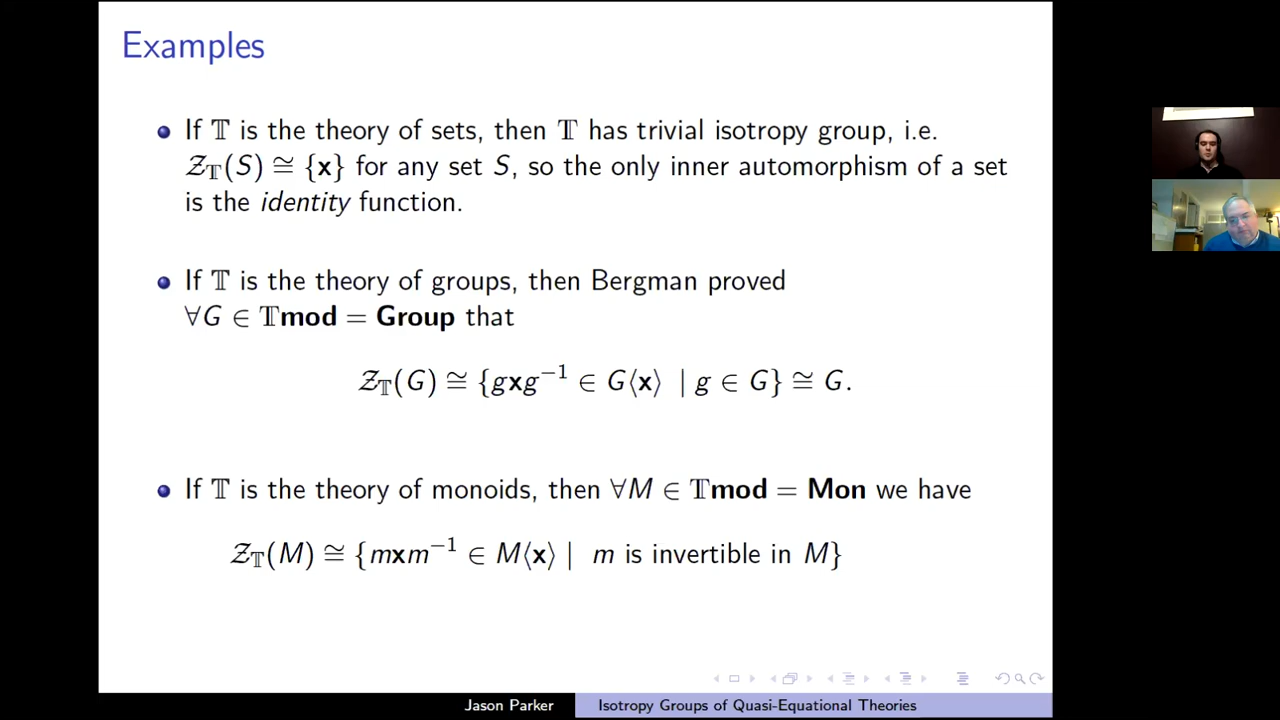 Examples
If 𝕋 is the theory of sets, then 𝕋 has trivial isotropy group, i.e.
𝒵_𝕋(S) ≅ {𝐱} for any set S, so the only inner automorphism of a set
is the identity function.
If 𝕋 is the theory of groups, then Bergman proved
∀G ∈ 𝕋mod = Group that
𝒵_𝕋(G) ≅ {g𝐱g⁻¹ ∈ G⟨𝐱⟩ | g ∈ G} ≅ G.
If 𝕋 is the theory of monoids, then ∀M ∈ 𝕋mod = Mon we have
𝒵_𝕋(M) ≅ {m𝐱m⁻¹ ∈ M⟨𝐱⟩ | m is invertible in M}
Jason Parker
Isotropy Groups of Quasi-Equational Theories